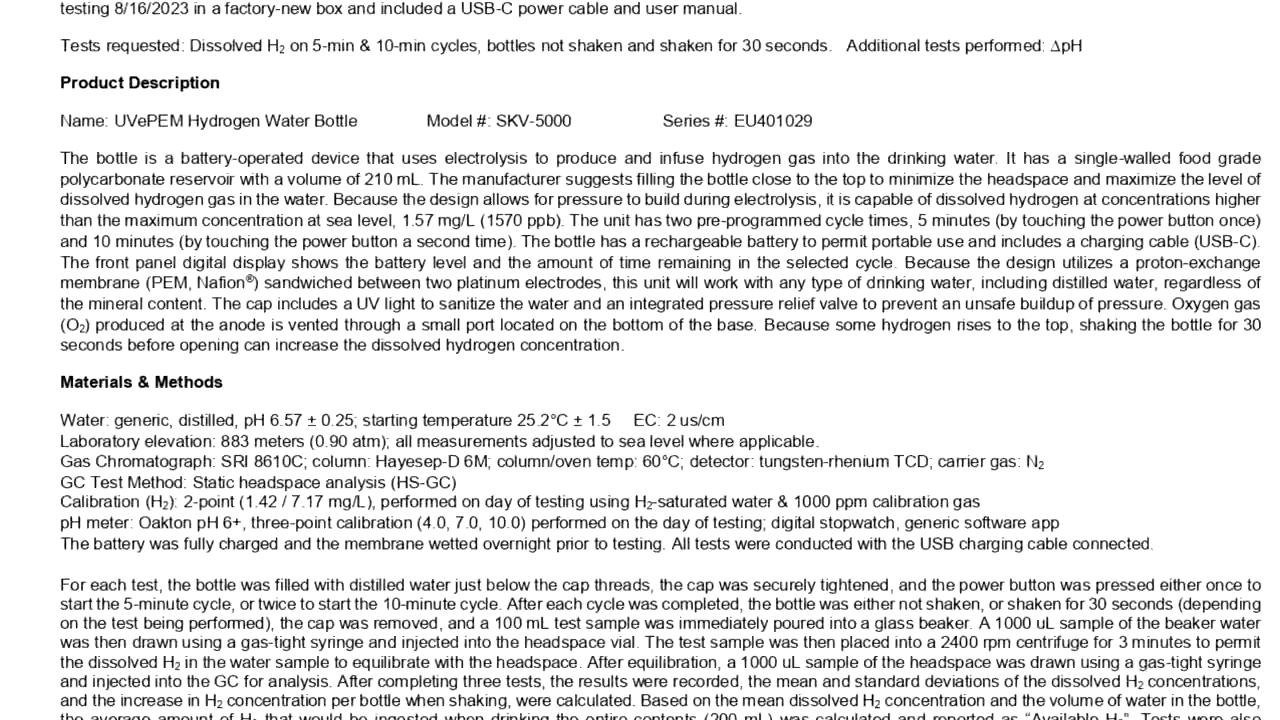 testing 8/16/2023 in a factory-new box and included a USB-C power cable and user manual.
Tests requested: Dissolved H₂ on 5-min & 10-min cycles, bottles not shaken and shaken for 30 seconds. Additional tests performed: ΔpH
Product Description
Name: UVePEM Hydrogen Water Bottle Model #: SKV-5000 Series #: EU401029
The bottle is a battery-operated device that uses electrolysis to produce and infuse hydrogen gas into the drinking water. It has a single-walled food grade
polycarbonate reservoir with a volume of 210 mL. The manufacturer suggests filling the bottle close to the top to minimize the headspace and maximize the level of
dissolved hydrogen gas in the water. Because the design allows for pressure to build during electrolysis, it is capable of dissolved hydrogen at concentrations higher
than the maximum concentration at sea level, 1.57 mg/L (1570 ppb). The unit has two pre-programmed cycle times, 5 minutes (by touching the power button once)
and 10 minutes (by touching the power button a second time). The bottle has a rechargeable battery to permit portable use and includes a charging cable (USB-C).
The front panel digital display shows the battery level and the amount of time remaining in the selected cycle. Because the design utilizes a proton-exchange
membrane (PEM, Nafion®) sandwiched between two platinum electrodes, this unit will work with any type of drinking water, including distilled water, regardless of
the mineral content. The cap includes a UV light to sanitize the water and an integrated pressure relief valve to prevent an unsafe buildup of pressure. Oxygen gas
(O₂) produced at the anode is vented through a small port located on the bottom of the base. Because some hydrogen rises to the top, shaking the bottle for 30
seconds before opening can increase the dissolved hydrogen concentration.
Materials & Methods
Water: generic, distilled, pH 6.57 ± 0.25; starting temperature 25.2°C ± 1.5 EC: 2 us/cm
Laboratory elevation: 883 meters (0.90 atm); all measurements adjusted to sea level where applicable.
Gas Chromatograph: SRI 8610C; column: Hayesep-D 6M; column/oven temp: 60°C; detector: tungsten-rhenium TCD; carrier gas: N₂
GC Test Method: Static headspace analysis (HS-GC)
Calibration (H₂): 2-point (1.42 / 7.17 mg/L), performed on day of testing using H₂-saturated water & 1000 ppm calibration gas
pH meter: Oakton pH 6+, three-point calibration (4.0, 7.0, 10.0) performed on the day of testing; digital stopwatch, generic software app
The battery was fully charged and the membrane wetted overnight prior to testing. All tests were conducted with the USB charging cable connected.
For each test, the bottle was filled with distilled water just below the cap threads, the cap was securely tightened, and the power button was pressed either once to
start the 5-minute cycle, or twice to start the 10-minute cycle. After each cycle was completed, the bottle was either not shaken, or shaken for 30 seconds (depending
on the test being performed), the cap was removed, and a 100 mL test sample was immediately poured into a glass beaker. A 1000 uL sample of the beaker water
was then drawn using a gas-tight syringe and injected into the headspace vial. The test sample was then placed into a 2400 rpm centrifuge for 3 minutes to permit
the dissolved H₂ in the water sample to equilibrate with the headspace. After equilibration, a 1000 uL sample of the headspace was drawn using a gas-tight syringe
and injected into the GC for analysis. After completing three tests, the results were recorded, the mean and standard deviations of the dissolved H₂ concentrations,
and the increase in H₂ concentration per bottle when shaking, were calculated. Based on the mean dissolved H₂ concentration and the volume of water in the bottle,
the average amount of H₂ that would be ingested when drinking the entire contents (200 mL) was calculated and reported as “Available H₂”. Tests were also